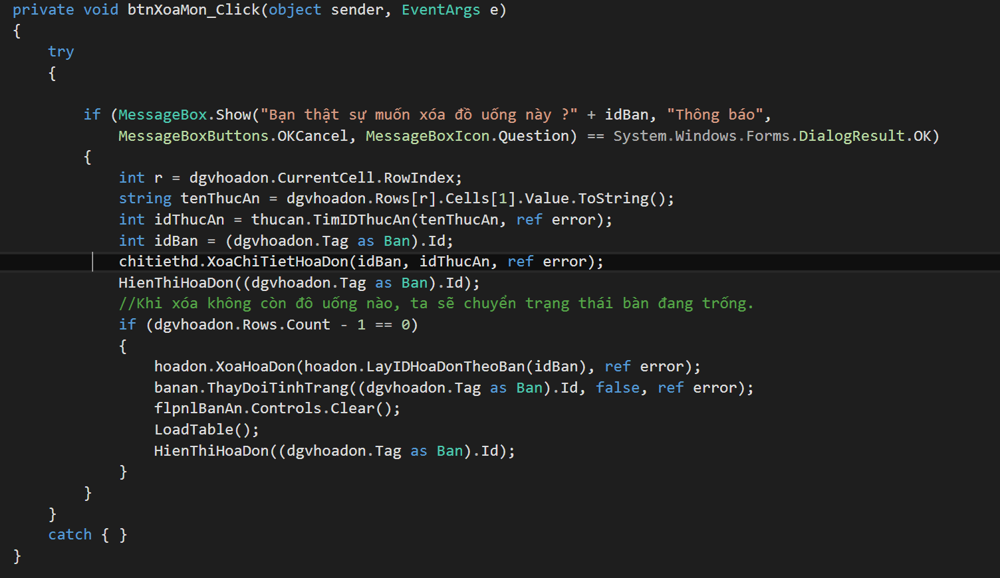 private void btnXoaMon_Click(object sender, EventArgs e)
{
    try
    {

        if (MessageBox.Show("Bạn thật sự muốn xóa đồ uống này ?" + idBan, "Thông báo",
            MessageBoxButtons.OKCancel, MessageBoxIcon.Question) == System.Windows.Forms.DialogResult.OK)
        {
            int r = dgvhoadon.CurrentCell.RowIndex;
            string tenThucAn = dgvhoadon.Rows[r].Cells[1].Value.ToString();
            int idThucAn = thucan.TimIDThucAn(tenThucAn, ref error);
            int idBan = (dgvhoadon.Tag as Ban).Id;
            chitiethd.XoaChiTietHoaDon(idBan, idThucAn, ref error);
            HienThiHoaDon((dgvhoadon.Tag as Ban).Id);
            //Khi xóa không còn đô uống nào, ta sẽ chuyển trạng thái bàn đang trống.
            if (dgvhoadon.Rows.Count - 1 == 0)
            {
                hoadon.XoaHoaDon(hoadon.LayIDHoaDonTheoBan(idBan), ref error);
                banan.ThayDoiTinhTrang((dgvhoadon.Tag as Ban).Id, false, ref error);
                flpnlBanAn.Controls.Clear();
                LoadTable();
                HienThiHoaDon((dgvhoadon.Tag as Ban).Id);
            }
        }
    }
    catch { }
}